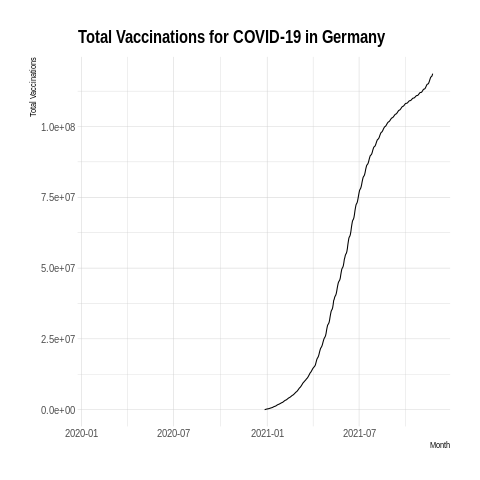 Total Vaccinations for COVID-19 in Germany
Total Vaccinations
1.0e+08
7.5e+07
5.0e+07
2.5e+07
0.0e+00
2020-01 2020-07 2021-01 2021-07
Month